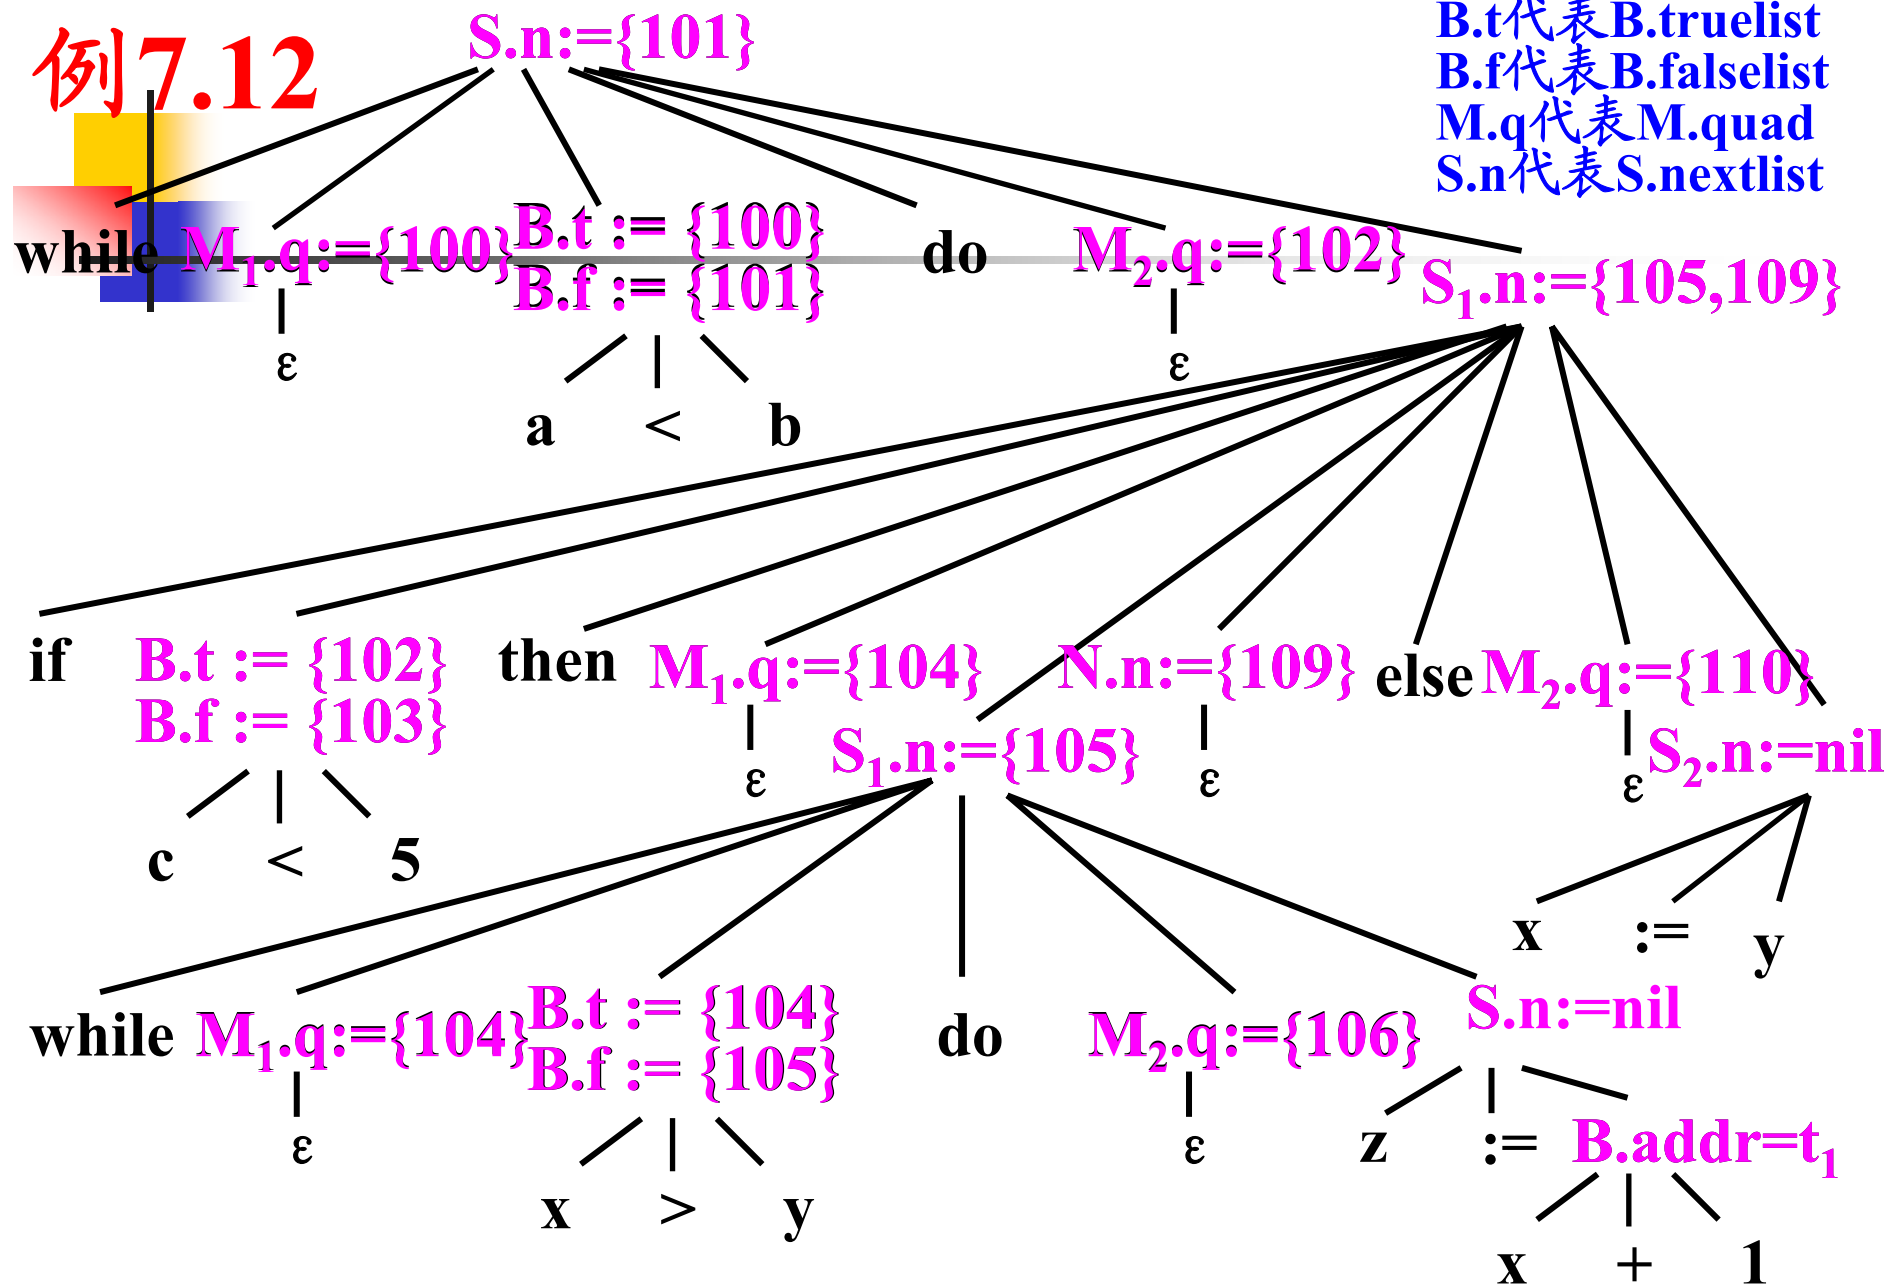 例7.12
S.n:={101}
B.t代表B.truelist
B.f代表B.falselist
M.q代表M.quad
S.n代表S.nextlist
while M₁.q:={100} B.t := {100} do M₂.q:={102} S₁.n:={105,109}
B.f := {101}
ε ε
a < b
if B.t := {102} then M₁.q:={104} N.n:={109} else M₂.q:={110}
B.f := {103} S₁.n:={105} S₂.n:=nil
ε ε ε
c < 5
x := y
while M₁.q:={104} B.t := {104} do M₂.q:={106} S.n:=nil
B.f := {105}
ε ε z := B.addr=t₁
x > y
x + 1